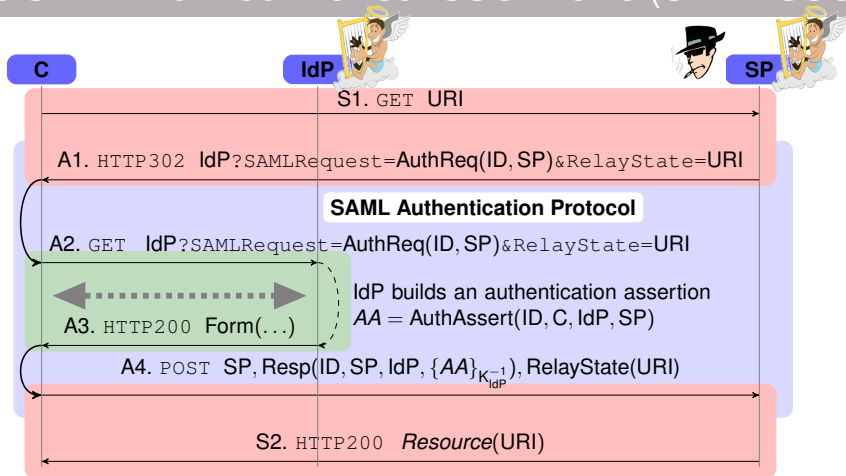 C IdP SP
S1. GET URI
A1. HTTP302 IdP?SAMLRequest=AuthReq(ID, SP)&RelayState=URI
SAML Authentication Protocol
A2. GET IdP?SAMLRequest=AuthReq(ID, SP)&RelayState=URI
IdP builds an authentication assertion
AA = AuthAssert(ID, C, IdP, SP)
A3. HTTP200 Form(...)
A4. POST SP, Resp(ID, SP, IdP, {AA}K⁻¹IdP), RelayState(URI)
S2. HTTP200 Resource(URI)